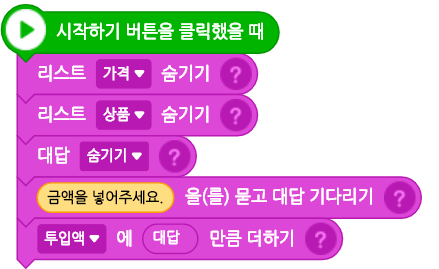 시작하기 버튼을 클릭했을 때
리스트 가격 숨기기 ?
리스트 상품 숨기기 ?
대답 숨기기 ?
금액을 넣어주세요. 을(를) 묻고 대답 기다리기 ?
투입액 에 대답 만큼 더하기 ?